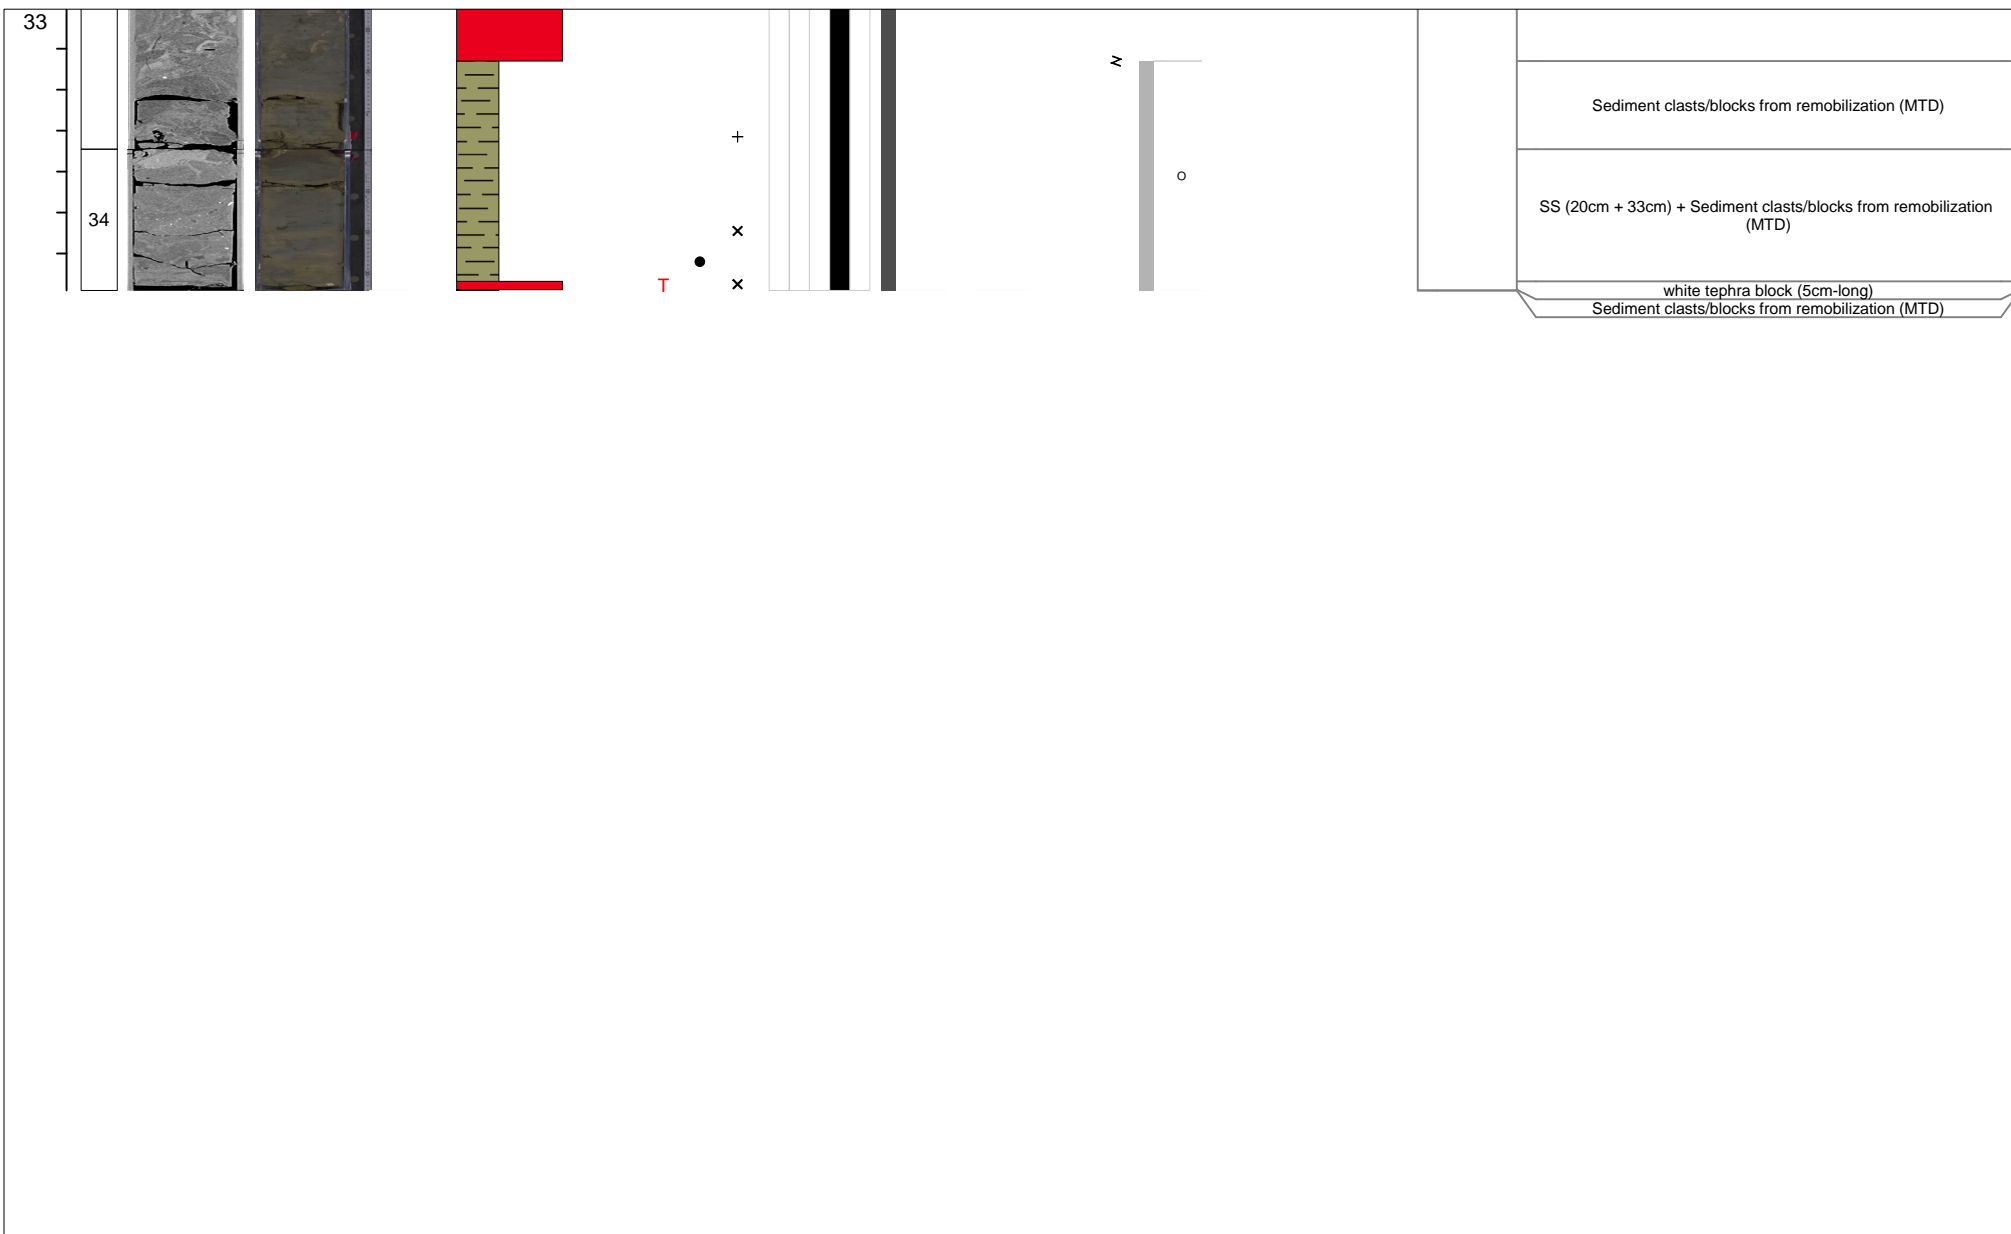 33
Sediment clasts/blocks from remobilization (MTD)
34
SS (20cm + 33cm) + Sediment clasts/blocks from remobilization
(MTD)
T
white tephra block (5cm-long)
Sediment clasts/blocks from remobilization (MTD)